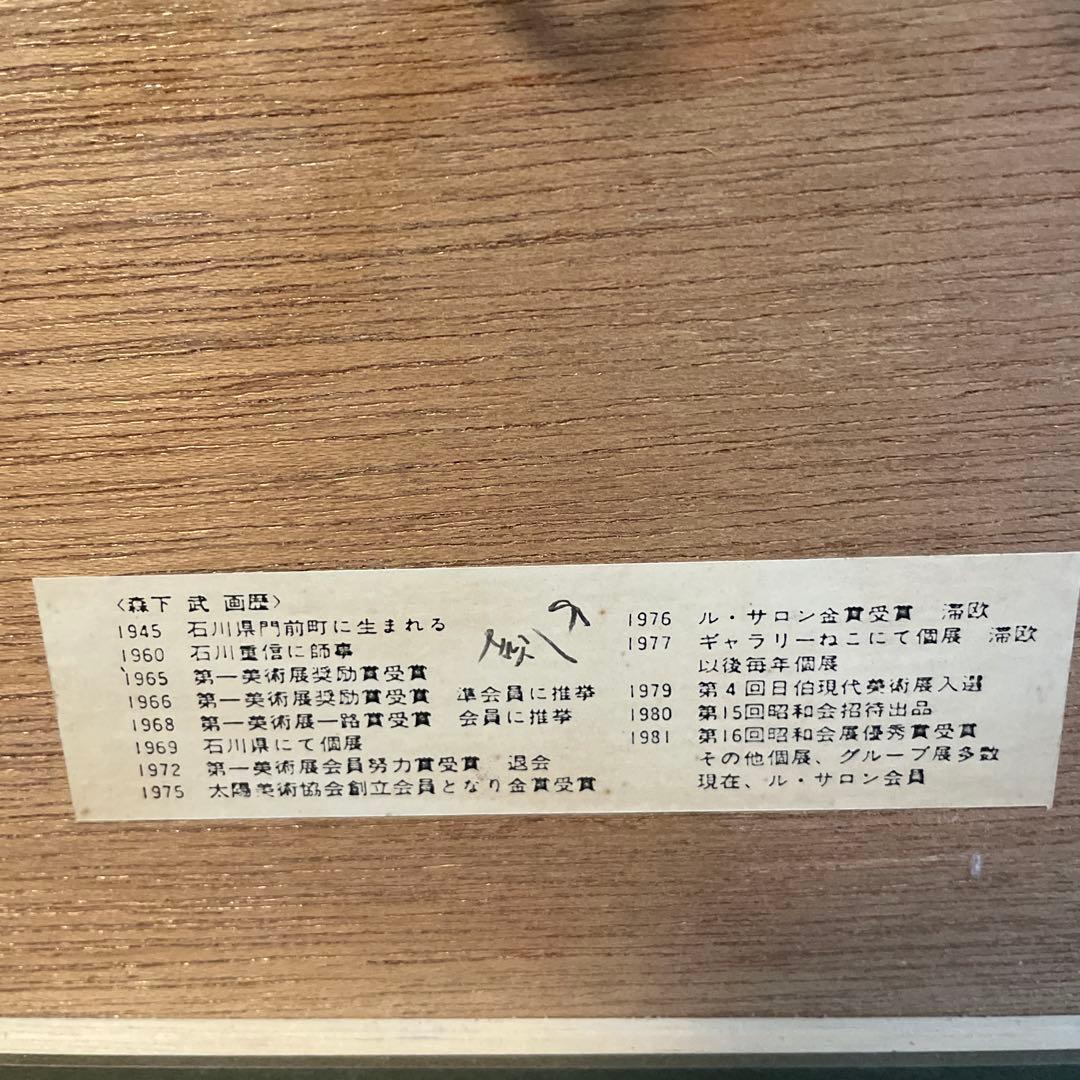 〈森下 武 画歴〉
1945 石川県門前町に生まれる
1960 石川重信に師事
1965 第一美術展奨励賞受賞
1966 第一美術展奨励賞受賞 準会員に推挙
1968 第一美術展一路賞受賞 会員に推挙
1969 石川県にて個展
1972 第一美術展会員努力賞受賞 退会
1975 太陽美術協会創立会員となり金賞受賞
1976 ル・サロン金賞受賞 滞欧
1977 ギャラリーねこにて個展 滞欧
以後毎年個展
1979 第4回日伯現代美術展入選
1980 第15回昭和会招待出品
1981 第16回昭和会展優秀賞受賞
その他個展、グループ展多数
現在、ル・サロン会員